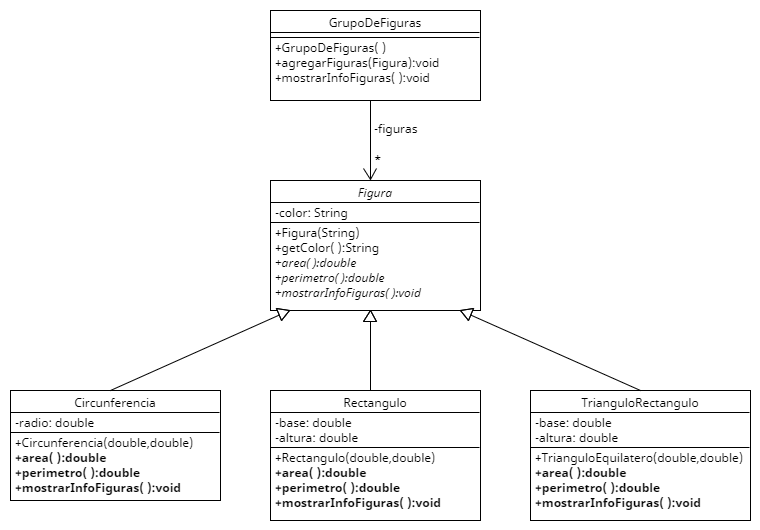 GrupoDeFiguras
+GrupoDeFiguras( )
+agregarFiguras(Figura):void
+mostrarInfoFiguras( ):void
-figuras
*
Figura
-color: String
+Figura(String)
+getColor( ):String
+area( ):double
+perimetro( ):double
+mostrarInfoFiguras( ):void
Circunferencia
-radio: double
+Circunferencia(double,double)
+area( ):double
+perimetro( ):double
+mostrarInfoFiguras( ):void
Rectangulo
-base: double
-altura: double
+Rectangulo(double,double)
+area( ):double
+perimetro( ):double
+mostrarInfoFiguras( ):void
TrianguloRectangulo
-base: double
-altura: double
+TrianguloEquilatero(double,double)
+area( ):double
+perimetro( ):double
+mostrarInfoFiguras( ):void